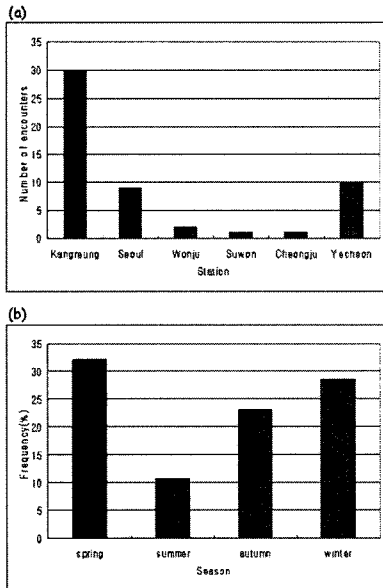 (a)
35
30
25
20
15
10
5
0
Number of encounters
Kangreung Seoul Wonju Suwon Cheongju Yecheon
Station
(b)
35
30
25
20
15
10
5
0
Frequency(%)
spring summer autumn winter
Season